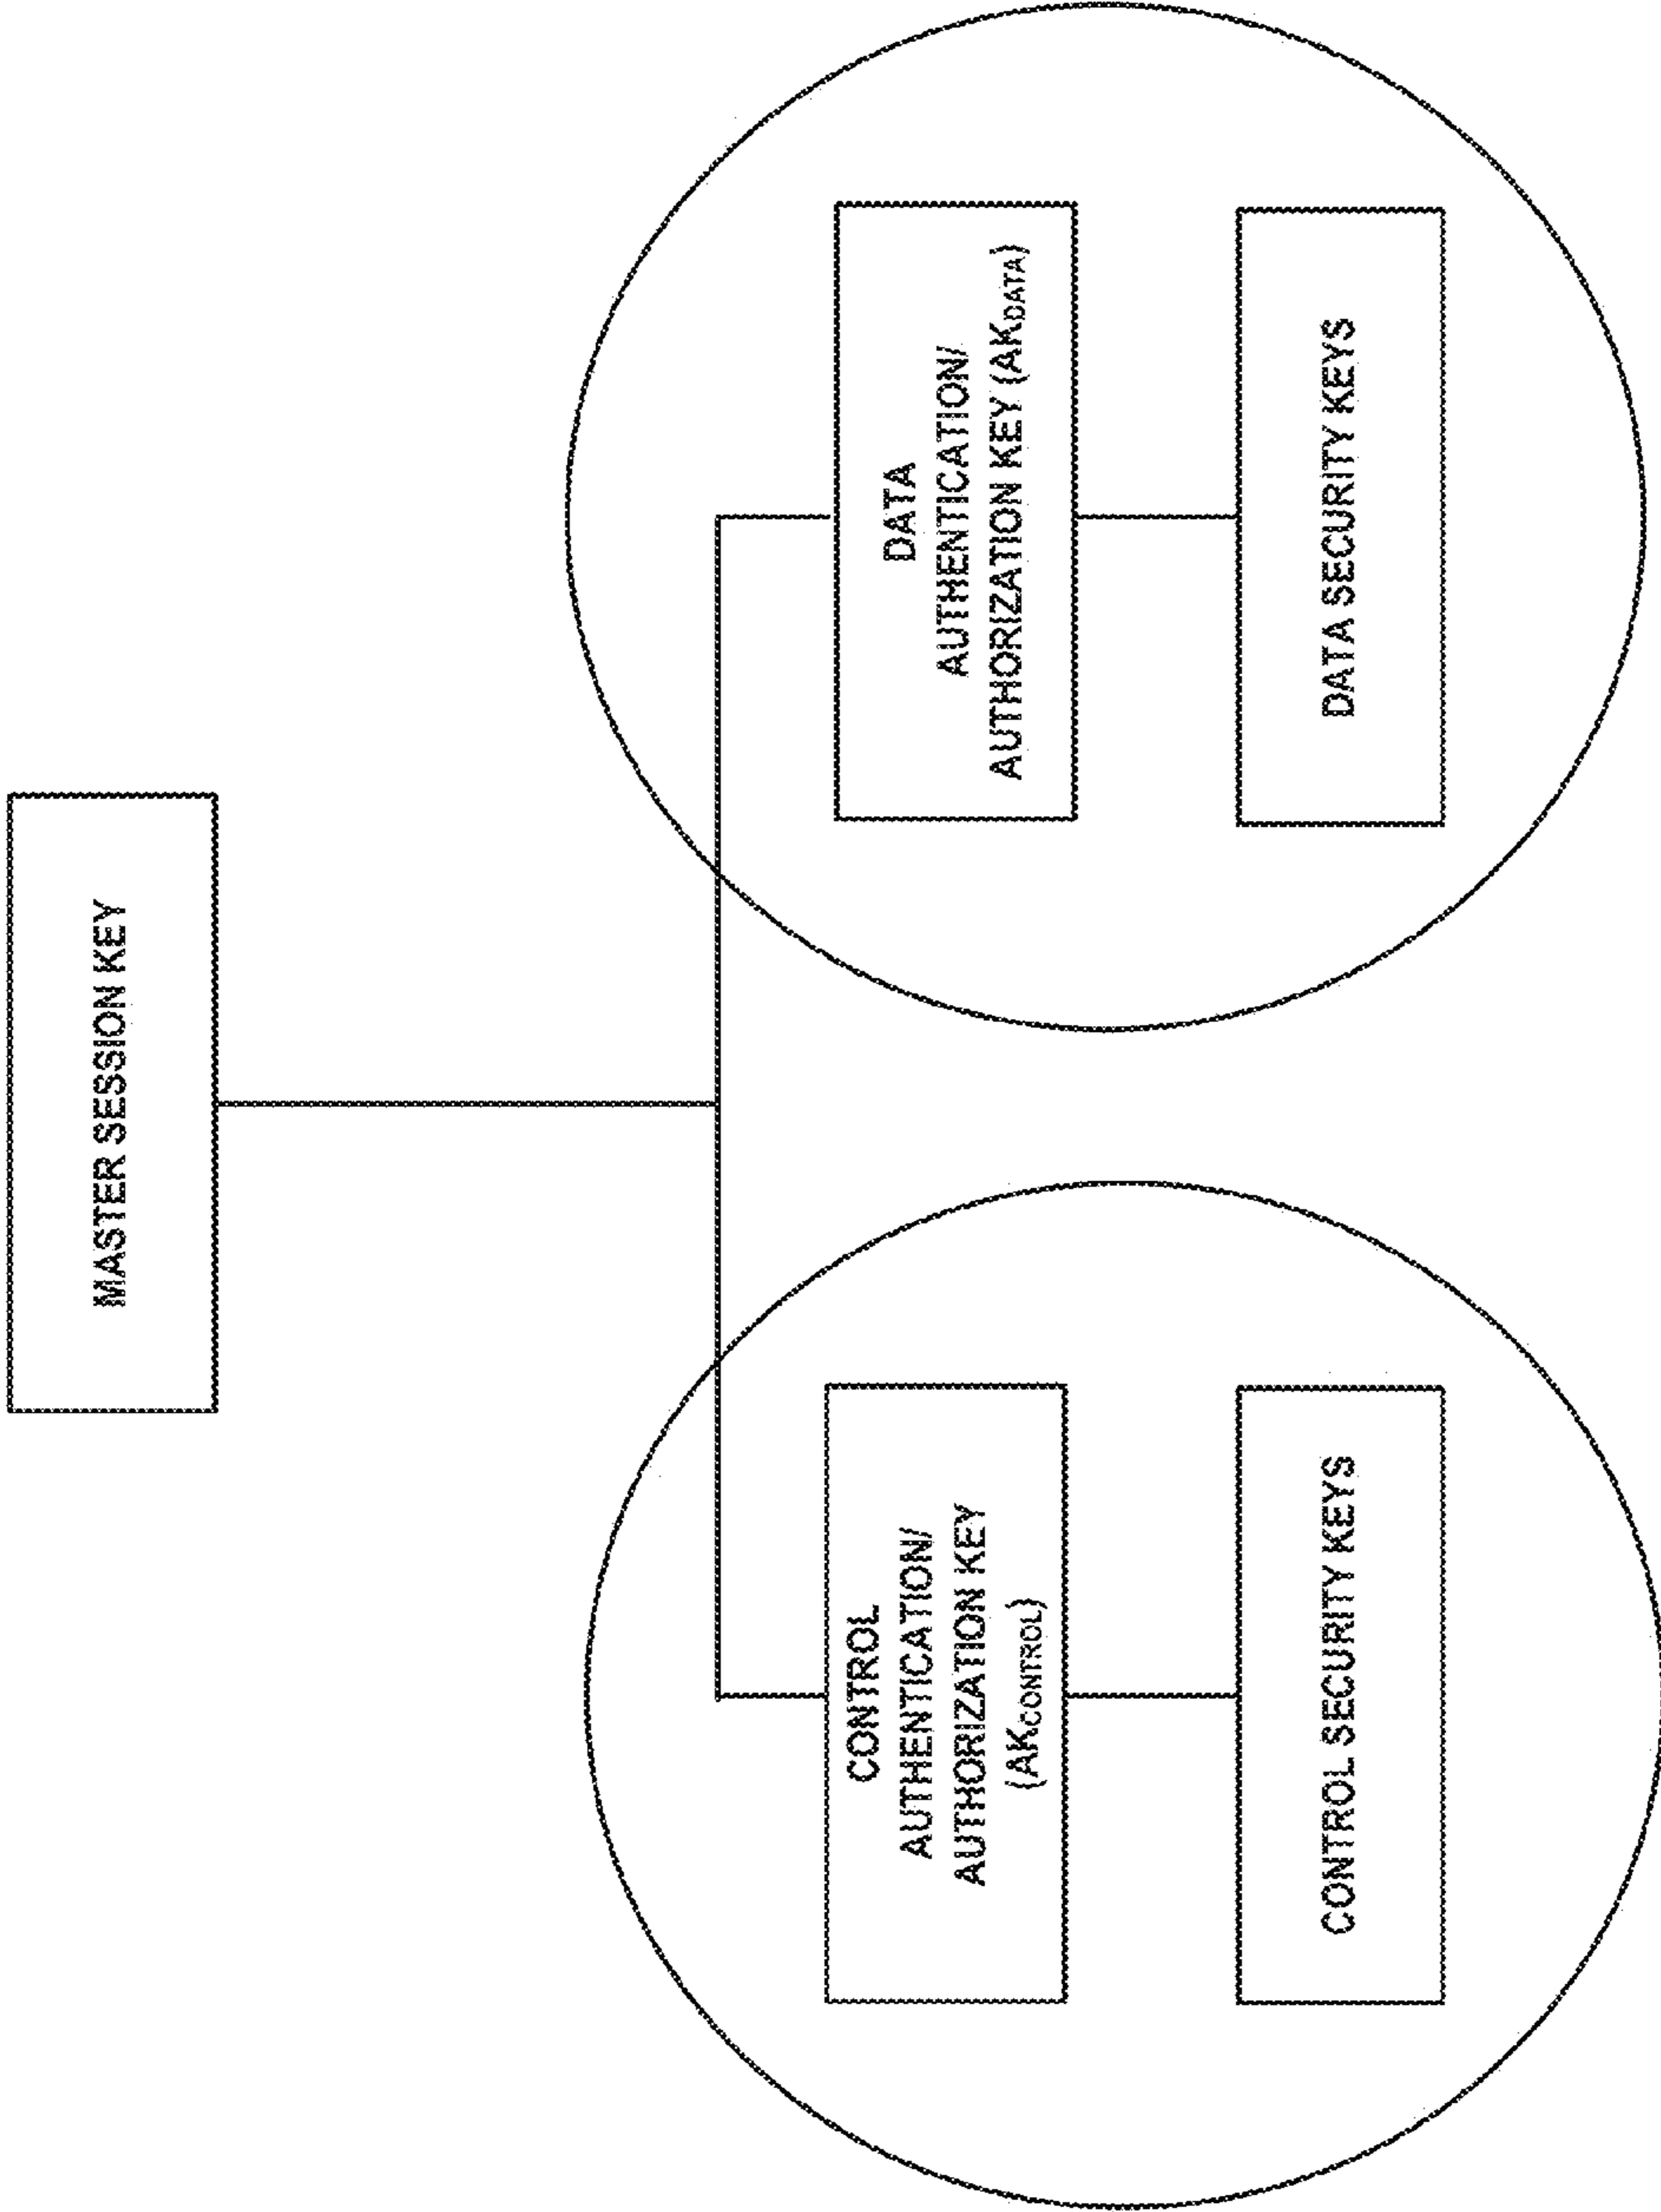 MASTER SESSION KEY
CONTROL
AUTHENTICATION/
AUTHORIZATION KEY
(AKCONTROL)
CONTROL SECURITY KEYS
DATA
AUTHENTICATION/
AUTHORIZATION KEY (AKDATA)
DATA SECURITY KEYS